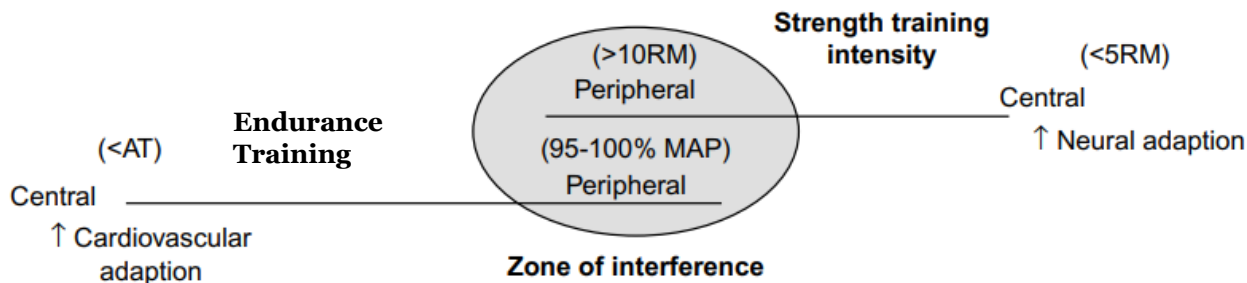 Strength training
intensity
(>10RM)
Peripheral
(<5RM)
Central
↑ Neural adaption
Endurance
Training
(<AT)
(95-100% MAP)
Peripheral
Central
↑ Cardiovascular
adaption
Zone of interference